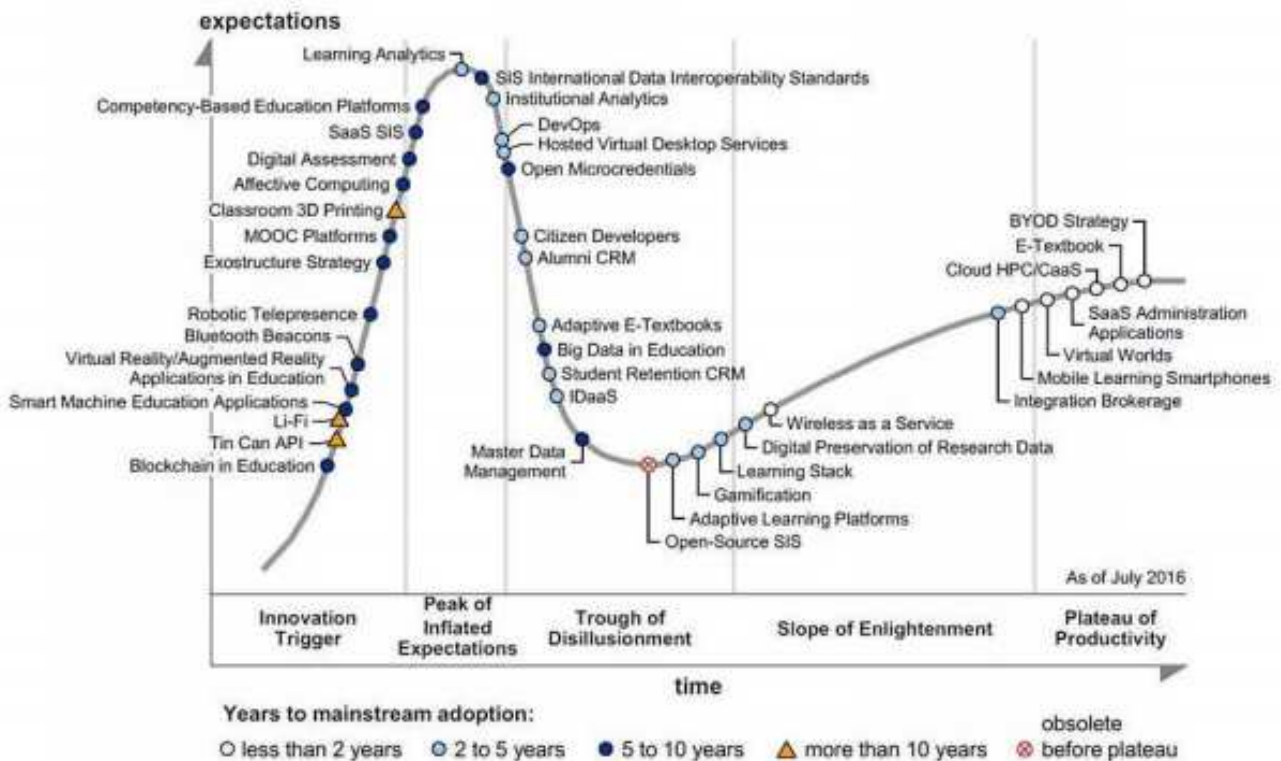 expectations
Learning Analytics
SIS International Data Interoperability Standards
Institutional Analytics
Competency-Based Education Platforms
DevOps
SaaS SIS
Hosted Virtual Desktop Services
Digital Assessment
Open Microcredentials
Affective Computing
Classroom 3D Printing
MOOC Platforms
Citizen Developers
Exostructure Strategy
Alumni CRM
BYOD Strategy
E-Textbook
Cloud HPC/CaaS
Robotic Telepresence
SaaS Administration
Applications
Bluetooth Beacons
Adaptive E-Textbooks
Virtual Reality/Augmented Reality
Applications in Education
Big Data in Education
Virtual Worlds
Student Retention CRM
Mobile Learning Smartphones
Smart Machine Education Applications
IDaaS
Integration Brokerage
Li-Fi
Wireless as a Service
Tin Can API
Digital Preservation of Research Data
Master Data
Management
Blockchain in Education
Learning Stack
Gamification
Adaptive Learning Platforms
Open-Source SIS
As of July 2016
Innovation
Trigger
Peak of
Inflated
Expectations
Trough of
Disillusionment
Slope of Enlightenment
Plateau of
Productivity
time
Years to mainstream adoption:
less than 2 years
2 to 5 years
5 to 10 years
more than 10 years
obsolete
before plateau